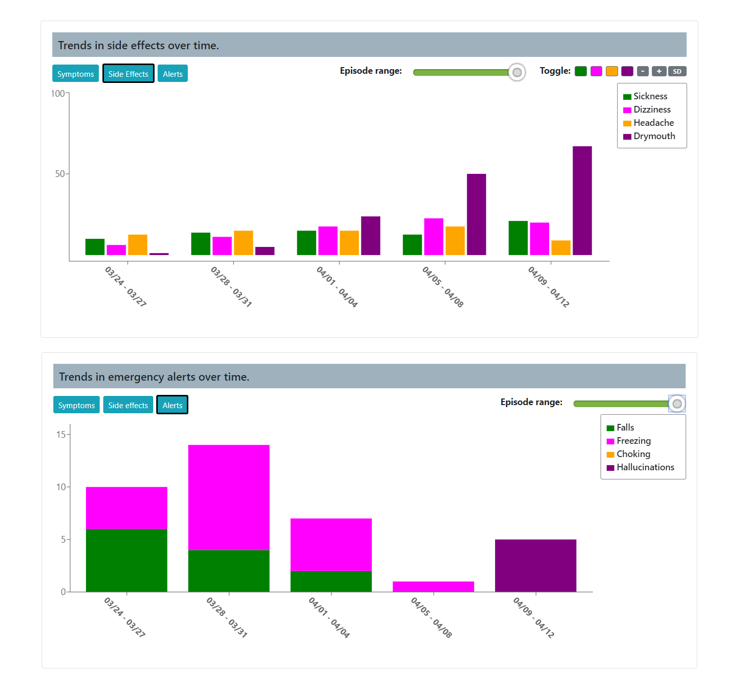 Trends in side effects over time.
Symptoms Side Effects Alerts Episode range: Toggle: - + SD
Sickness
Dizziness
Headache
Drymouth
100
50
03/24 - 03/27 03/28 - 03/31 04/01 - 04/04 04/05 - 04/08 04/09 - 04/12
Trends in emergency alerts over time.
Symptoms Side effects Alerts Episode range:
Falls
Freezing
Choking
Hallucinations
15
10
5
0
03/24 - 03/27 03/28 - 03/31 04/01 - 04/04 04/05 - 04/08 04/09 - 04/12